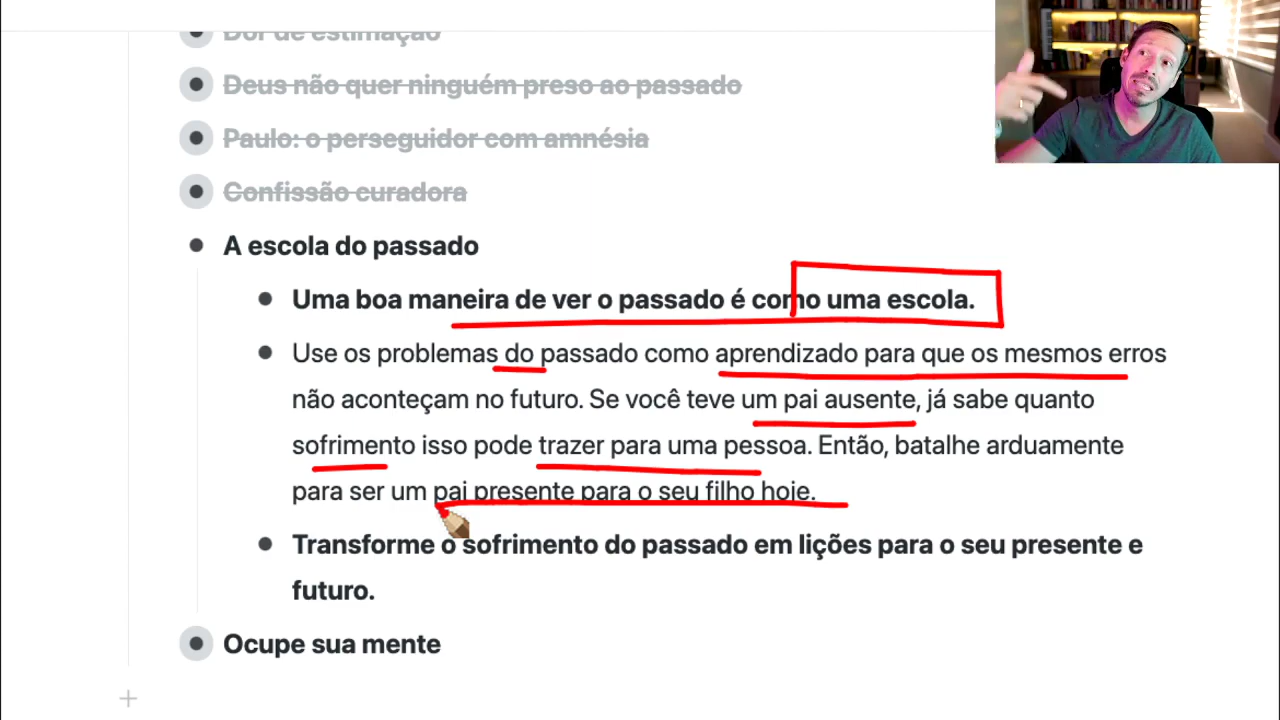 Dor de estimação
Deus não quer ninguém preso ao passado
Paulo: o perseguidor com amnésia
Confissão curadora
A escola do passado
Uma boa maneira de ver o passado é como uma escola.
Use os problemas do passado como aprendizado para que os mesmos erros
não aconteçam no futuro. Se você teve um pai ausente, já sabe quanto
sofrimento isso pode trazer para uma pessoa. Então, batalhe arduamente
para ser um pai presente para o seu filho hoje.
Transforme o sofrimento do passado em lições para o seu presente e
futuro.
Ocupe sua mente